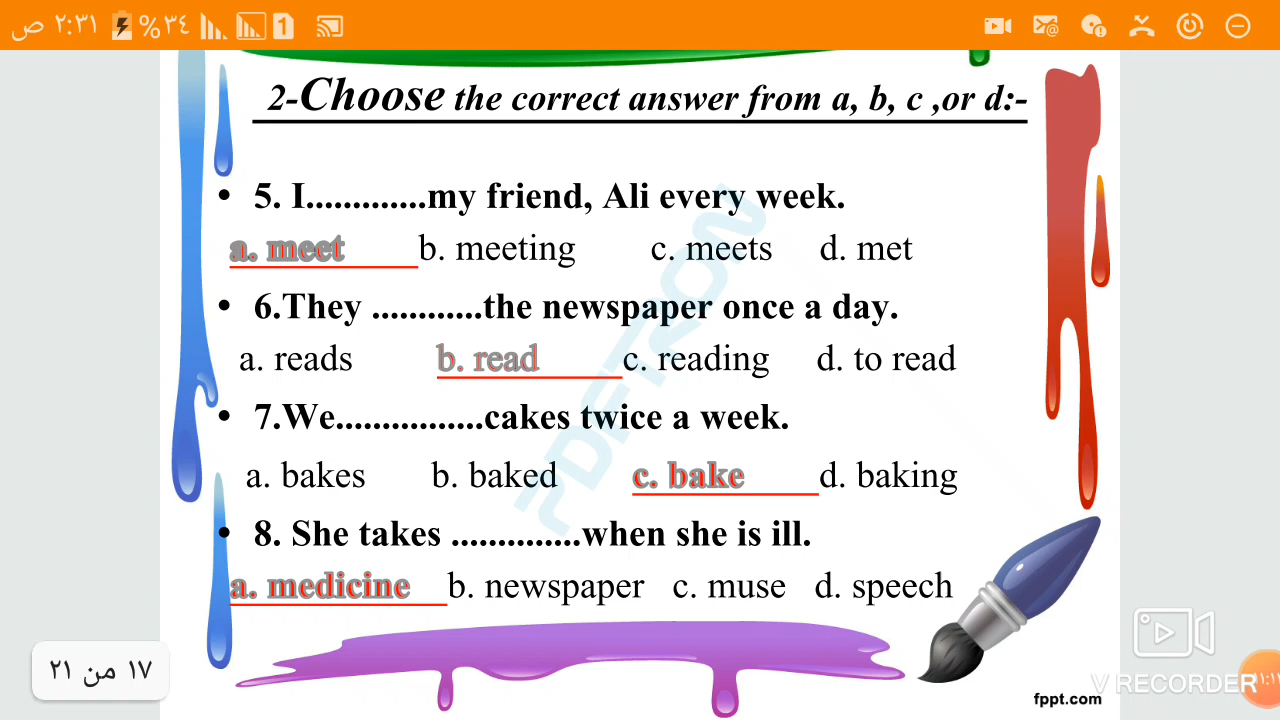 ٢:٣١ ص ٣٤% 1
2-Choose the correct answer from a, b, c ,or d:-
• 5. I.............my friend, Ali every week.
a. meet b. meeting c. meets d. met
• 6.They ............the newspaper once a day.
a. reads b. read c. reading d. to read
• 7.We................cakes twice a week.
a. bakes b. baked c. bake d. baking
• 8. She takes ..............when she is ill.
a. medicine b. newspaper c. muse d. speech
PDETRON
١٧ من ٢١
V RECORDER
fppt.com